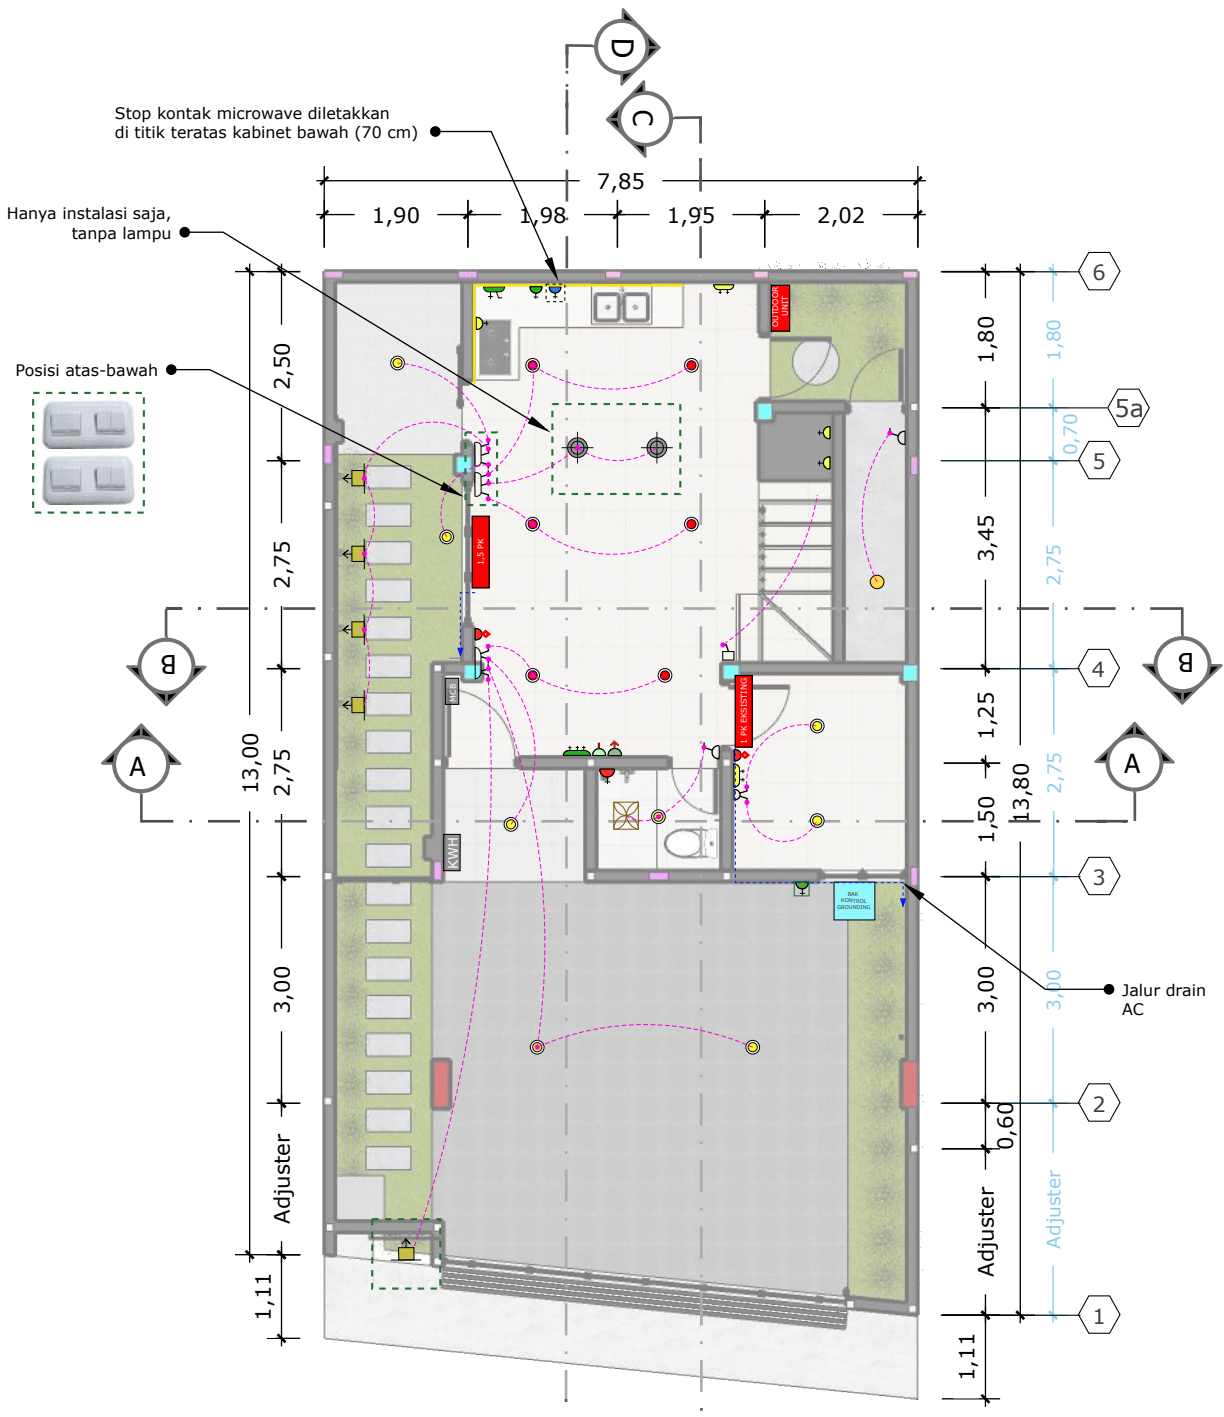 D
C
Stop kontak microwave diletakkan
di titik teratas kabinet bawah (70 cm)
7,85
1,90
1,98
1,95
2,02
Hanya instalasi saja,
tanpa lampu
Posisi atas-bawah
6
5a
5
4
3
2
1
OUTDOOR
UNIT
1,5 PK
1 PK EKSISTING
MCB
KWH
BAK
KONTROL
GROUNDING
2,50
2,75
2,75
3,00
Adjuster
1,11
13,00
1,80
3,45
1,25
1,50
3,00
0,60
Adjuster
1,11
13,80
1,80
0,70
2,75
2,75
3,00
Adjuster
B
B
A
A
Jalur drain
AC